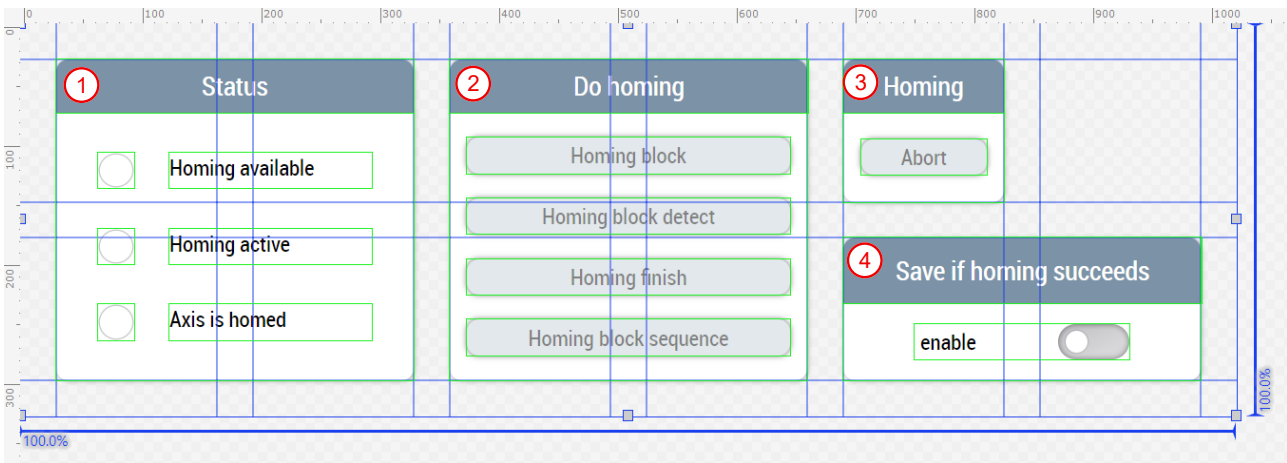 0 100 200 300 400 500 600 700 800 900 1000
0
100
200
300
1 Status
Homing available
Homing active
Axis is homed
2 Do homing
Homing block
Homing block detect
Homing finish
Homing block sequence
3 Homing
Abort
4 Save if homing succeeds
enable
100.0%
100.0%